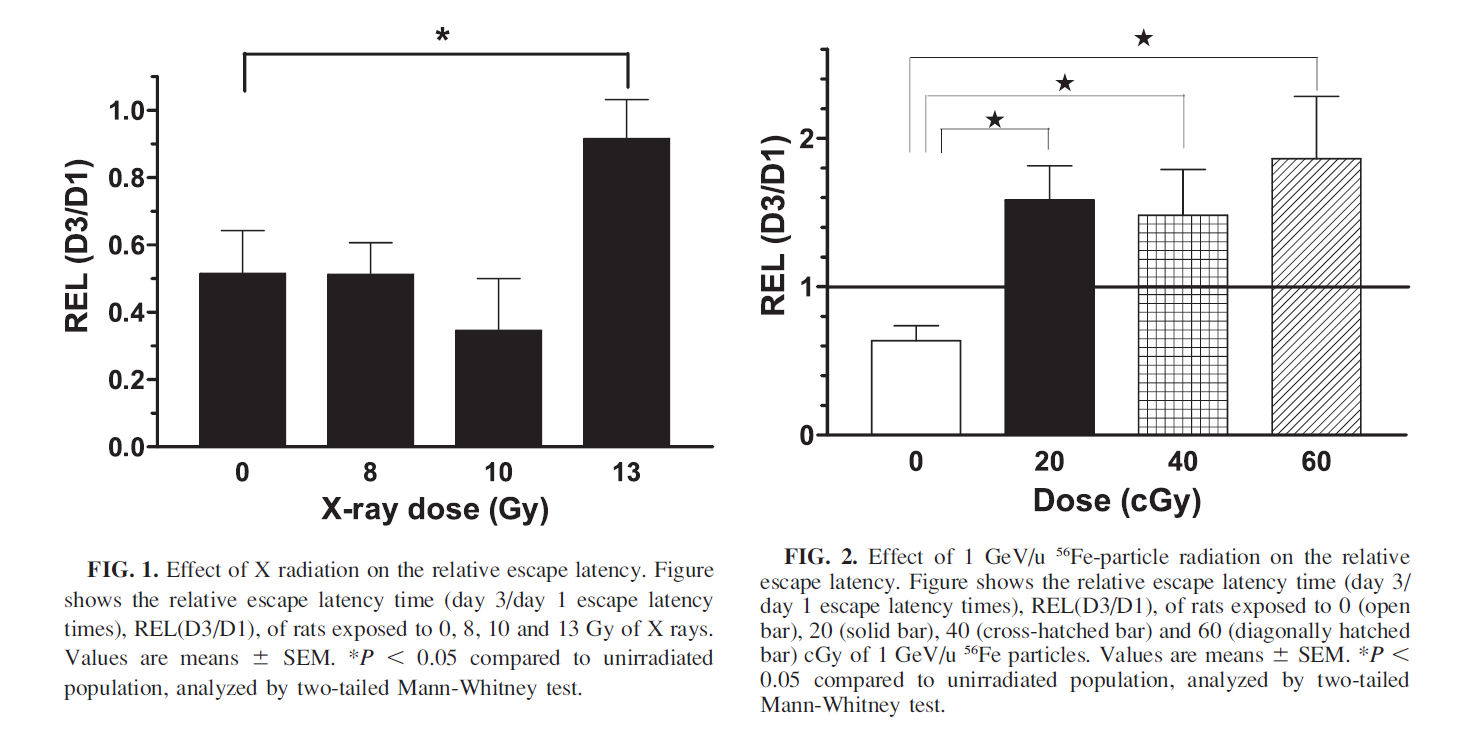 *
1.0
0.8
0.6
0.4
0.2
0.0
REL (D3/D1)
0 8 10 13
X-ray dose (Gy)
FIG. 1. Effect of X radiation on the relative escape latency. Figure
shows the relative escape latency time (day 3/day 1 escape latency
times), REL(D3/D1), of rats exposed to 0, 8, 10 and 13 Gy of X rays.
Values are means ± SEM. *P < 0.05 compared to unirradiated
population, analyzed by two-tailed Mann-Whitney test.
★
★
★
2
1
0
REL (D3/D1)
0 20 40 60
Dose (cGy)
FIG. 2. Effect of 1 GeV/u ⁵⁶Fe-particle radiation on the relative
escape latency. Figure shows the relative escape latency time (day 3/
day 1 escape latency times), REL(D3/D1), of rats exposed to 0 (open
bar), 20 (solid bar), 40 (cross-hatched bar) and 60 (diagonally hatched
bar) cGy of 1 GeV/u ⁵⁶Fe particles. Values are means ± SEM. *P <
0.05 compared to unirradiated population, analyzed by two-tailed
Mann-Whitney test.